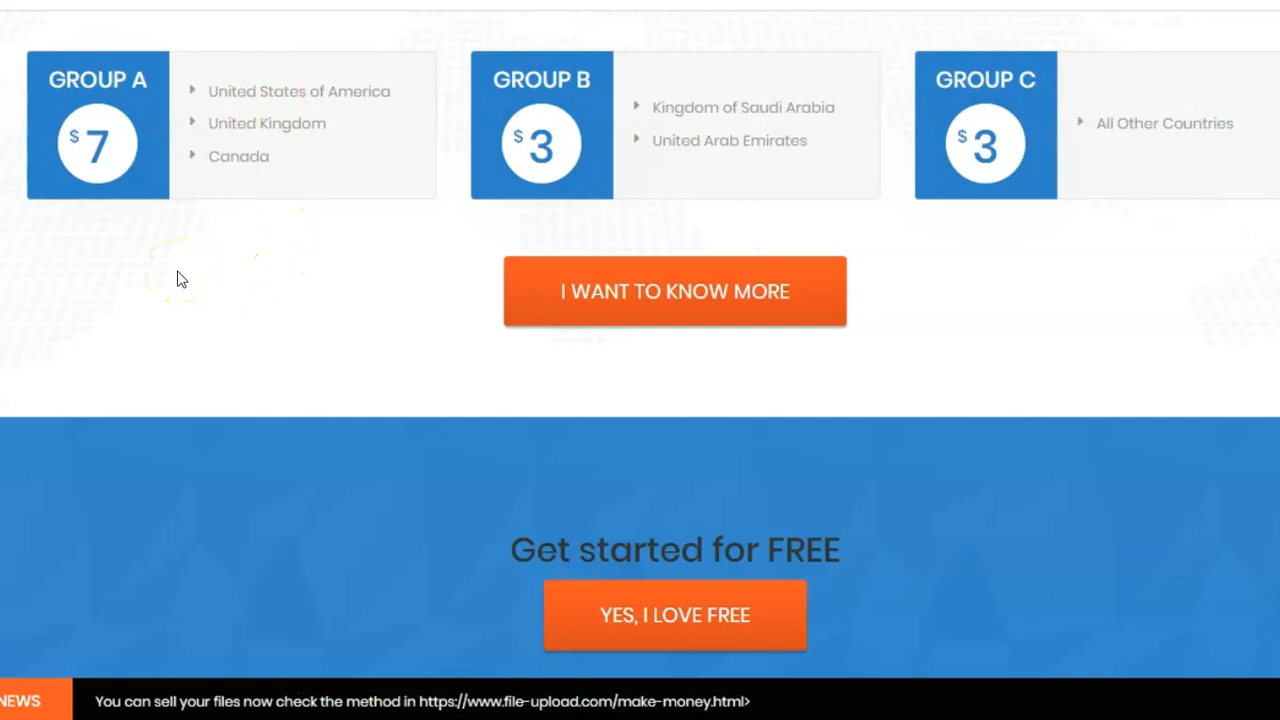 GROUP A
$ 7
United States of America
United Kingdom
Canada
GROUP B
$ 3
Kingdom of Saudi Arabia
United Arab Emirates
GROUP C
$ 3
All Other Countries
I WANT TO KNOW MORE
Get started for FREE
YES, I LOVE FREE
NEWS
You can sell your files now check the method in https://www.file-upload.com/make-money.html>